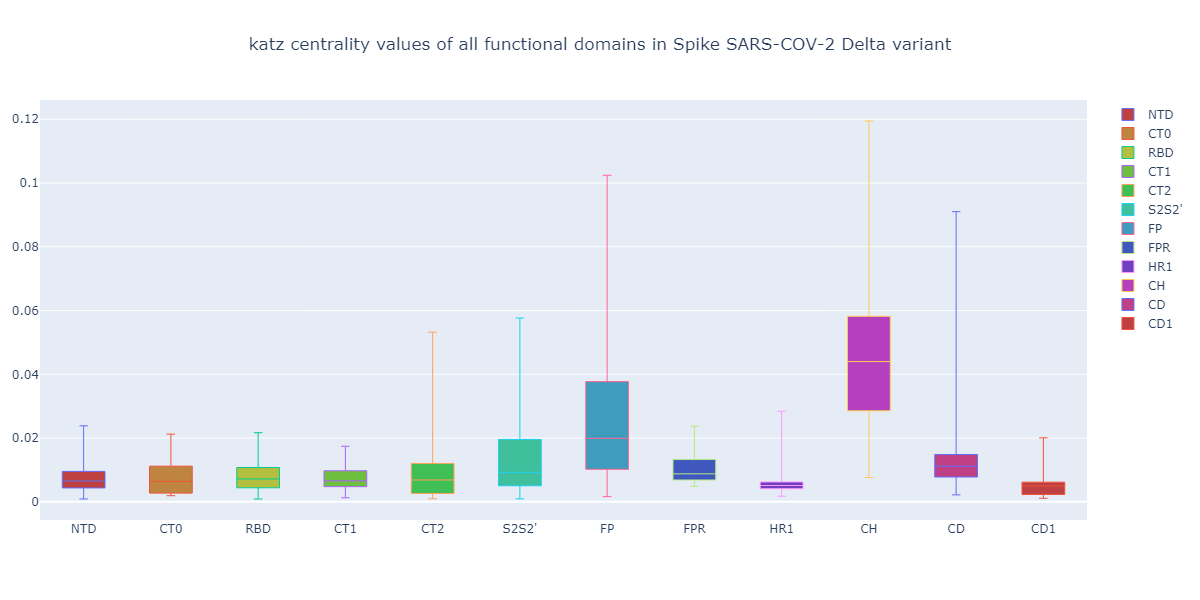 katz centrality values of all functional domains in Spike SARS-COV-2 Delta variant
0.12
0.1
0.08
0.06
0.04
0.02
0
NTD CT0 RBD CT1 CT2 S2S2' FP FPR HR1 CH CD CD1
NTD
CT0
RBD
CT1
CT2
S2S2'
FP
FPR
HR1
CH
CD
CD1